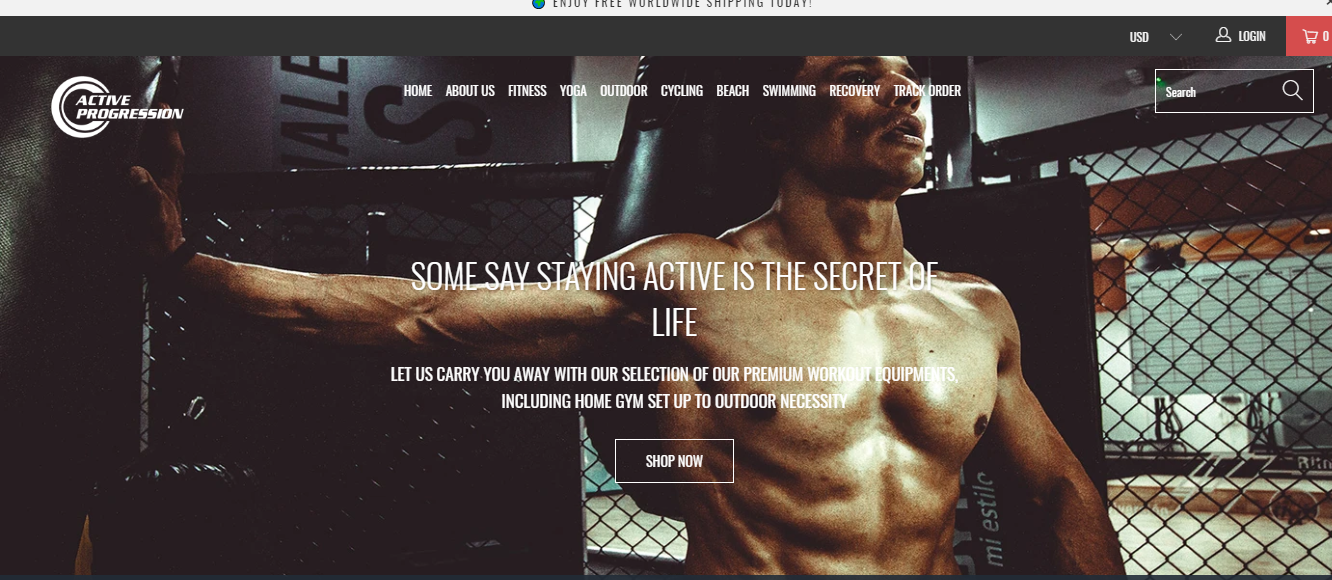 ENJOY FREE WORLDWIDE SHIPPING TODAY!
USD
LOGIN
0
ACTIVE
PROGRESSION
HOME ABOUT US FITNESS YOGA OUTDOOR CYCLING BEACH SWIMMING RECOVERY TRACK ORDER
Search
SOME SAY STAYING ACTIVE IS THE SECRET OF
LIFE
LET US CARRY YOU AWAY WITH OUR SELECTION OF OUR PREMIUM WORKOUT EQUIPMENTS,
INCLUDING HOME GYM SET UP TO OUTDOOR NECESSITY
SHOP NOW
mi estilo